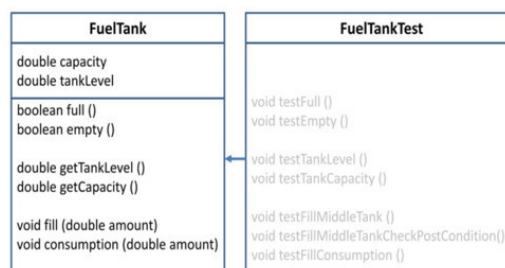 FuelTank
double capacity
double tankLevel
boolean full ()
boolean empty ()
double getTankLevel ()
double getCapacity ()
void fill (double amount)
void consumption (double amount)
FuelTankTest
void testFull ()
void testEmpty ()
void testTankLevel ()
void testTankCapacity ()
void testFillMiddleTank ()
void testFillMiddleTankCheckPostCondition()
void testFillConsumption ()